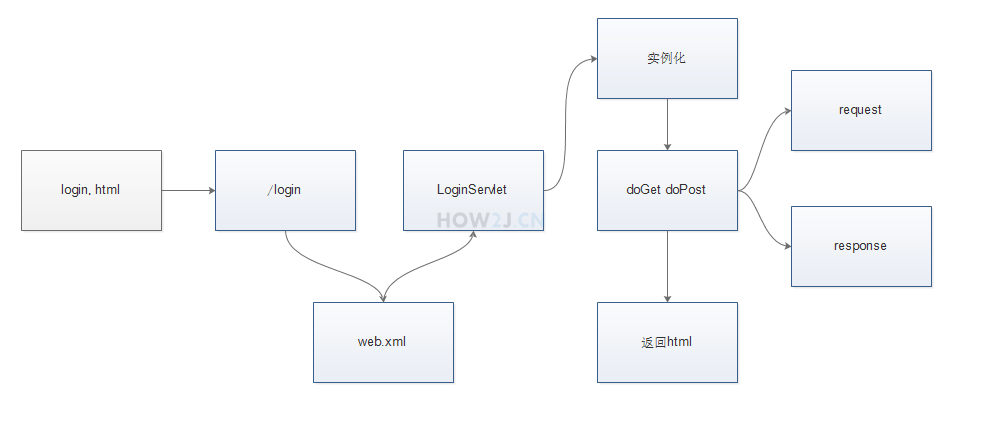 实例化
request
login, html
/login
LoginServlet
doGet doPost
HOW2J.CN
response
web.xml
返回html